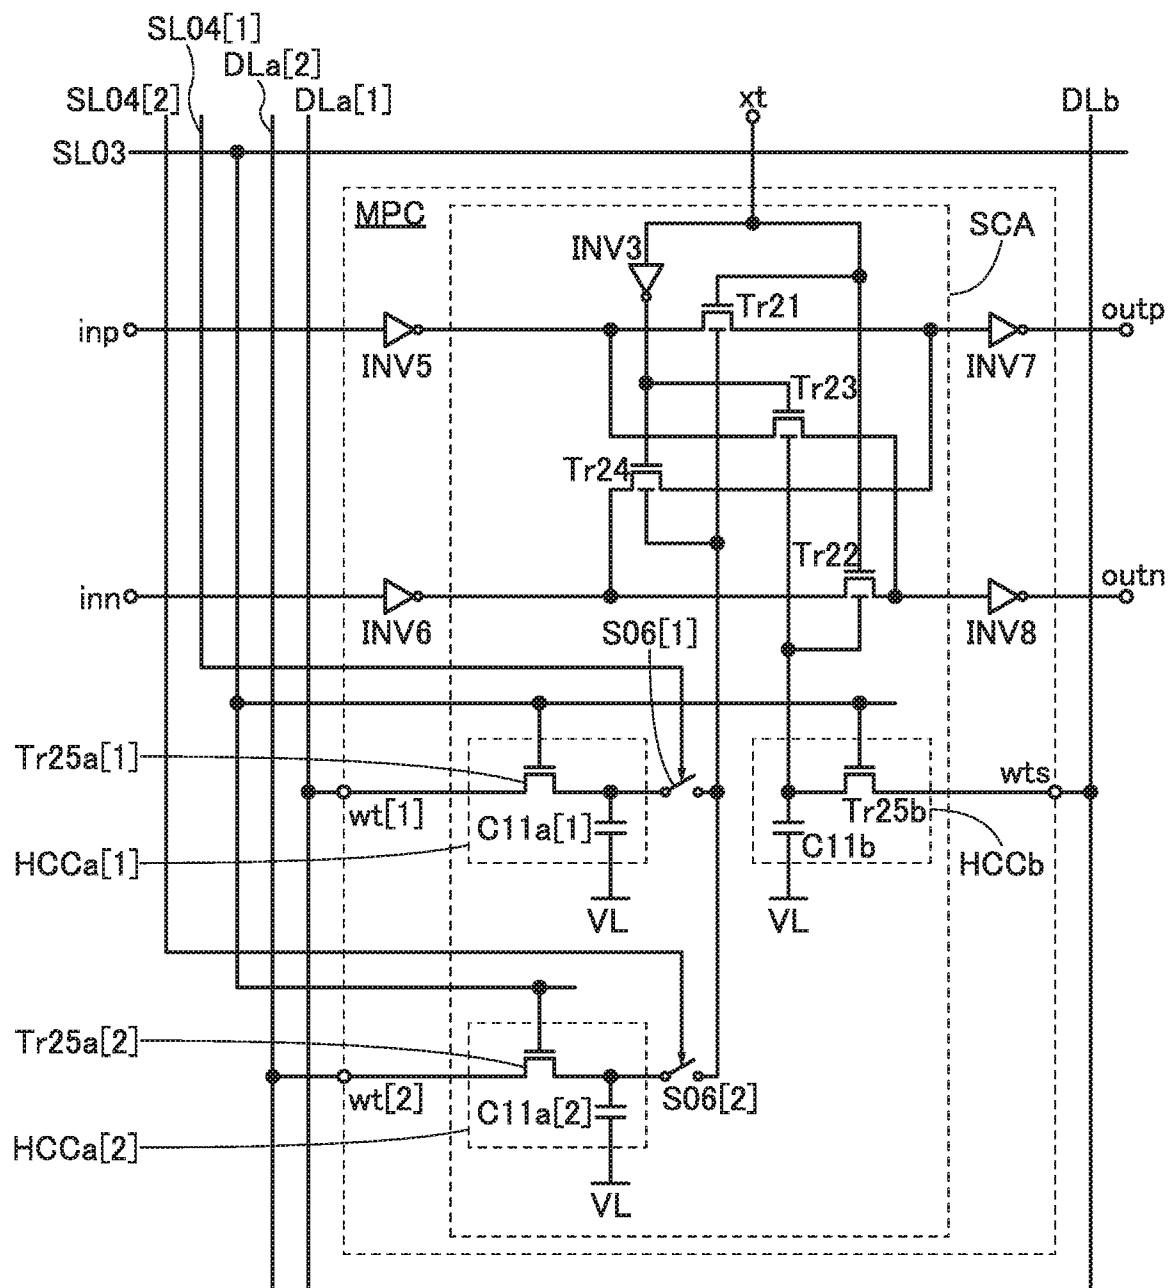 SL04[1]
DLa[2]
SL04[2]
DLa[1]
xt
DLb
SL03
MPC
SCA
INV3
Tr21
outp
inp
INV5
INV7
Tr23
Tr24
Tr22
outn
inn
INV6
S06[1]
INV8
Tr25a[1]
wts
wt[1]
C11a[1]
Tr25b
C11b
HCCa[1]
HCCb
VL
VL
Tr25a[2]
wt[2]
C11a[2]
S06[2]
HCCa[2]
VL